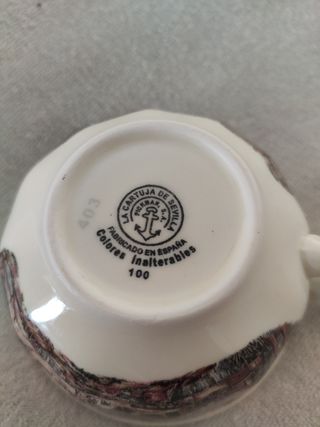 LA CARTUJA DE SEVILLA
PICKMAN S.A.
FABRICADO EN ESPAÑA
Colores Inalterables
100
403